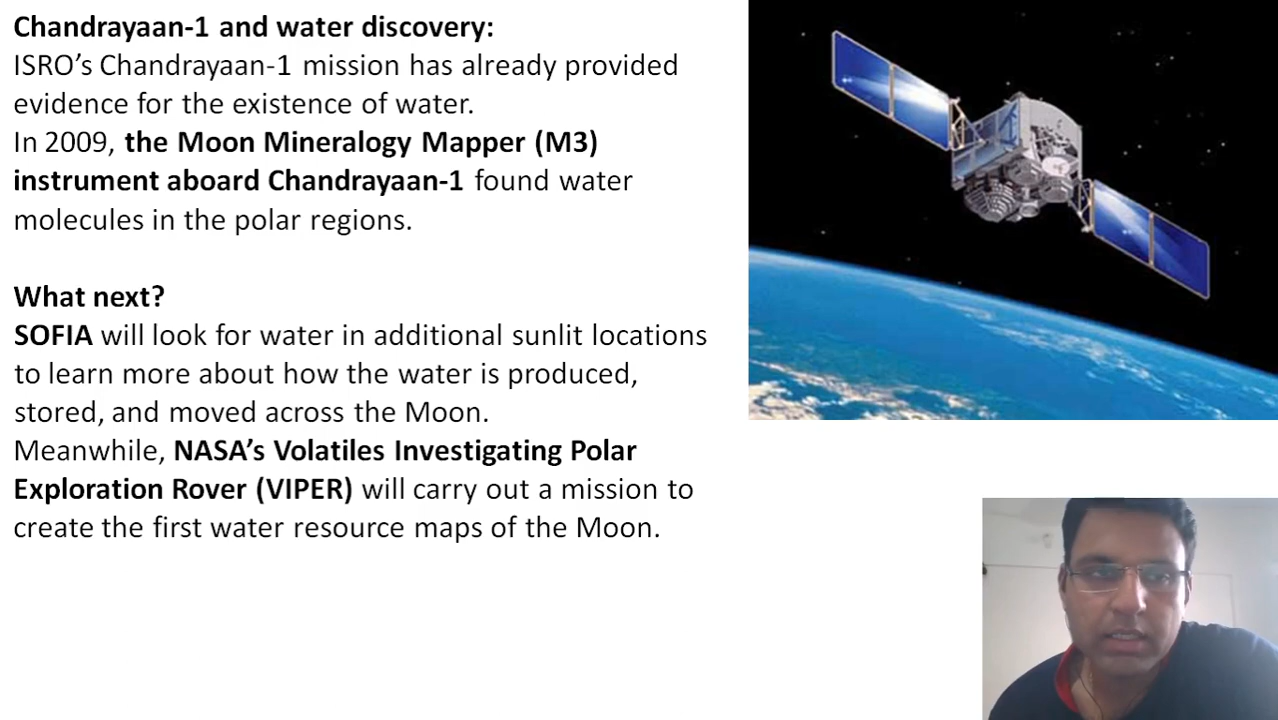 Chandrayaan-1 and water discovery:
ISRO’s Chandrayaan-1 mission has already provided
evidence for the existence of water.
In 2009, the Moon Mineralogy Mapper (M3)
instrument aboard Chandrayaan-1 found water
molecules in the polar regions.
What next?
SOFIA will look for water in additional sunlit locations
to learn more about how the water is produced,
stored, and moved across the Moon.
Meanwhile, NASA’s Volatiles Investigating Polar
Exploration Rover (VIPER) will carry out a mission to
create the first water resource maps of the Moon.